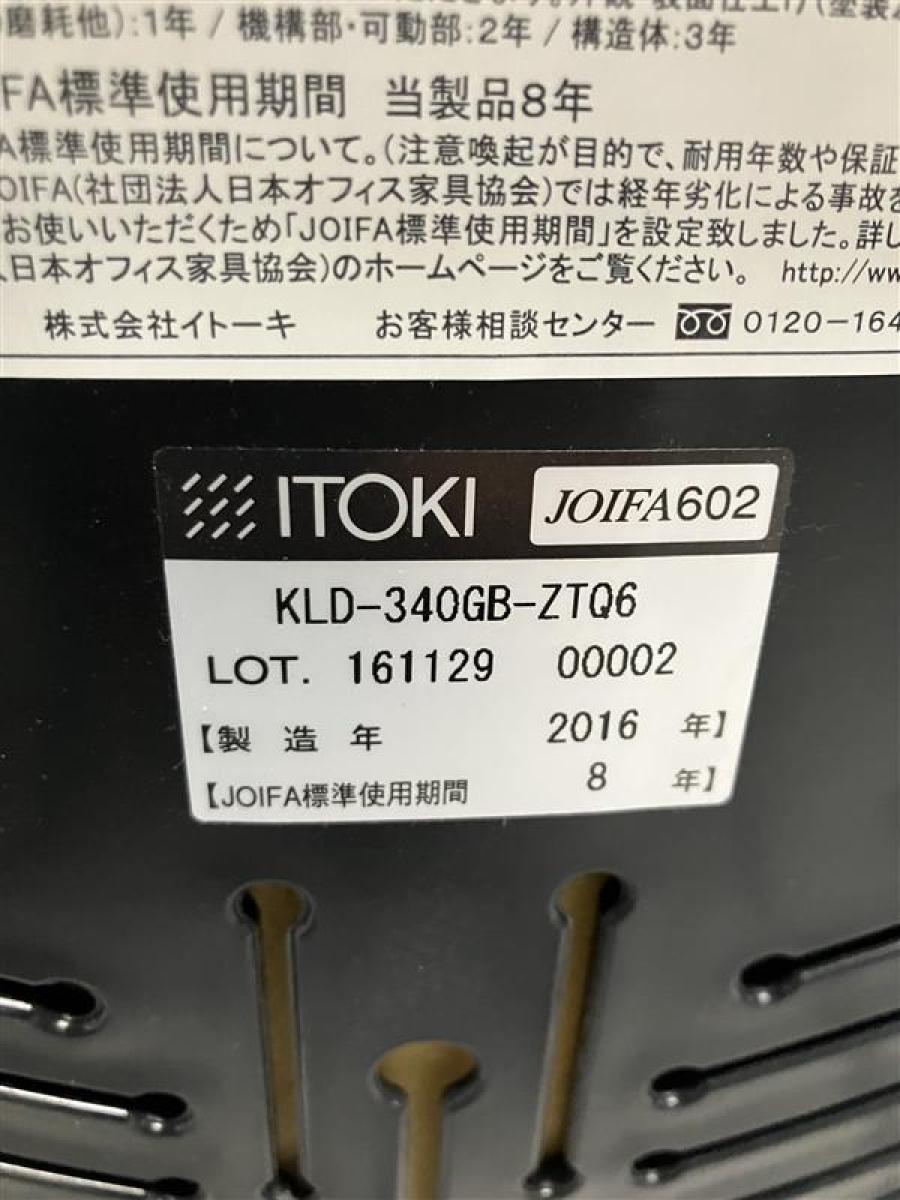 磨耗他):1年 / 機構部・可動部:2年 / 構造体:3年
IFA標準使用期間 当製品8年
A標準使用期間について。(注意喚起が目的で、耐用年数や保証
JOIFA(社団法人日本オフィス家具協会)では経年劣化による事故を
お使いいただくため「JOIFA標準使用期間」を設定致しました。詳し
人日本オフィス家具協会)のホームページをご覧ください。 http://ww
株式会社イトーキ お客様相談センター 0120-164
ITOKI JOIFA602
KLD-340GB-ZTQ6
LOT. 161129 00002
【製 造 年 2016 年】
【JOIFA標準使用期間 8 年】